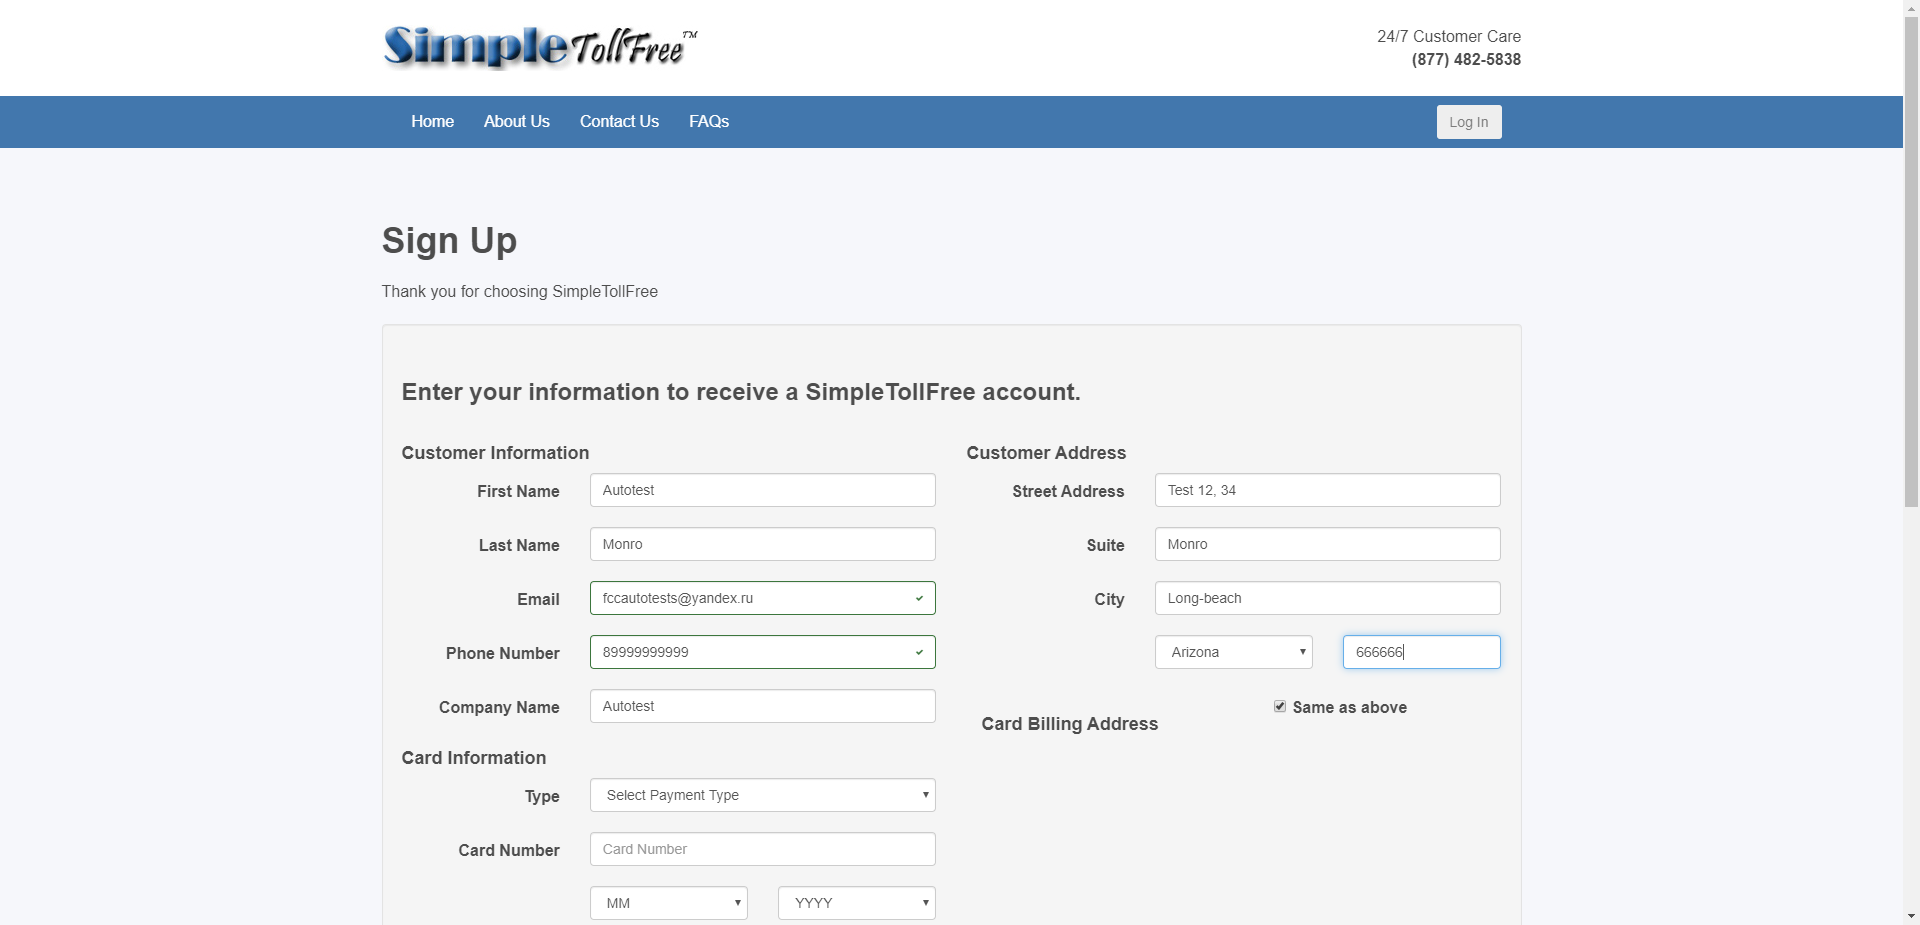 Simple TollFree™
24/7 Customer Care
(877) 482-5838
Home About Us Contact Us FAQs Log In
Sign Up
Thank you for choosing SimpleTollFree
Enter your information to receive a SimpleTollFree account.
Customer Information
First Name Autotest
Last Name Monro
Email fccautotests@yandex.ru
Phone Number 89999999999
Company Name Autotest
Card Information
Type Select Payment Type
Card Number Card Number
MM YYYY
Customer Address
Street Address Test 12, 34
Suite Monro
City Long-beach
Arizona 666666
Same as above
Card Billing Address